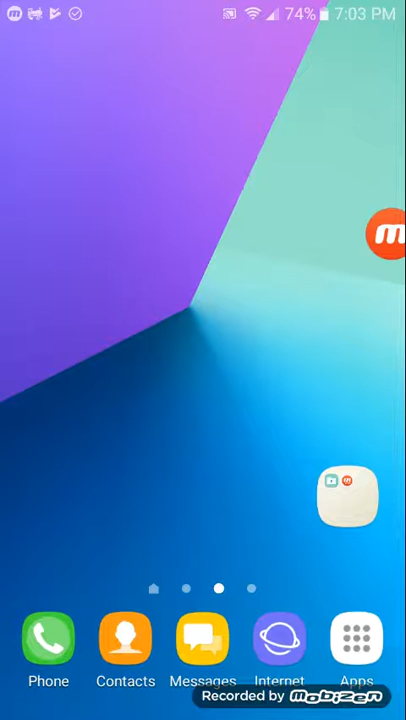 74% 7:03 PM
m
Phone Contacts Messages Internet Apps
Recorded by Mobizen